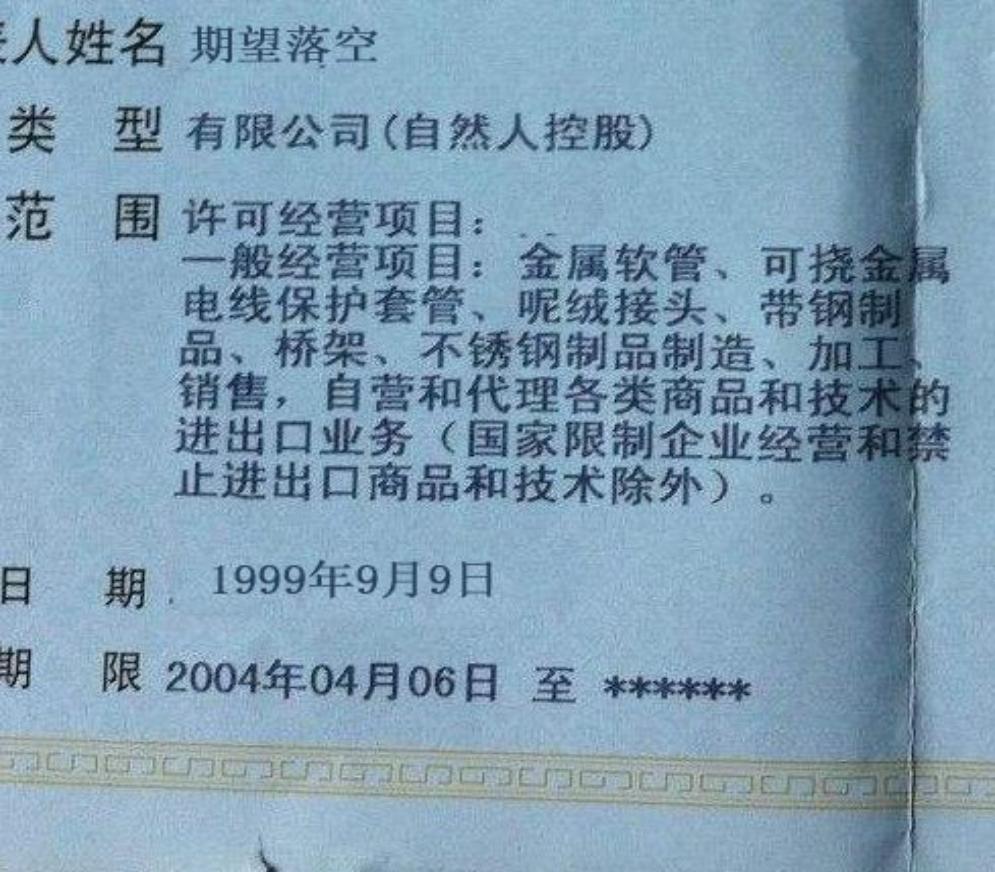 表人姓名 期望落空
类 型 有限公司(自然人控股)
范 围 许可经营项目:
一般经营项目:金属软管、可挠金属
电线保护套管、呢绒接头、带钢制
品、桥架、不锈钢制品制造、加工、
销售,自营和代理各类商品和技术的
进出口业务(国家限制企业经营和禁
止进出口商品和技术除外)。
日 期 1999年9月9日
期 限 2004年04月06日 至 ******